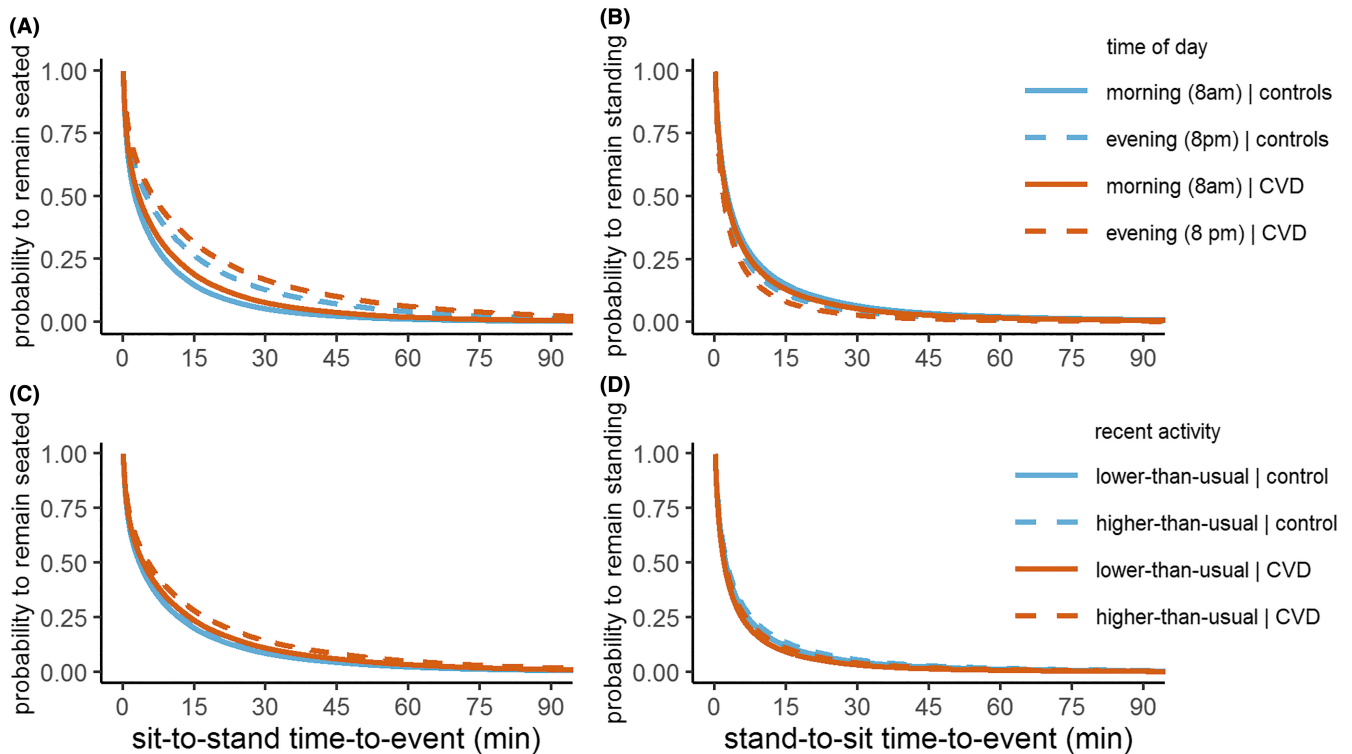 (A)
probability to remain seated
1.00
0.75
0.50
0.25
0.00
0 15 30 45 60 75 90
(B)
probability to remain standing
1.00
0.75
0.50
0.25
0.00
0 15 30 45 60 75 90
time of day
morning (8am) | controls
evening (8pm) | controls
morning (8am) | CVD
evening (8 pm) | CVD
(C)
probability to remain seated
1.00
0.75
0.50
0.25
0.00
0 15 30 45 60 75 90
sit-to-stand time-to-event (min)
(D)
probability to remain standing
1.00
0.75
0.50
0.25
0.00
0 15 30 45 60 75 90
stand-to-sit time-to-event (min)
recent activity
lower-than-usual | control
higher-than-usual | control
lower-than-usual | CVD
higher-than-usual | CVD